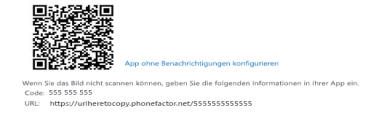 App ohne Benachrichtigungen konfigurieren
Wenn Sie das Bild nicht scannen können, geben Sie die folgenden Informationen in Ihrer App ein.
Code: 555 555 555
URL: https://urlheretocopy.phonefactor.net/5555555555555